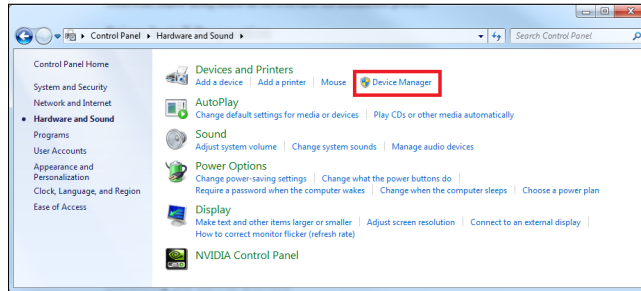 Control Panel ▸ Hardware and Sound ▸
Search Control Panel
Control Panel Home
System and Security
Network and Internet
Hardware and Sound
Programs
User Accounts
Appearance and
Personalization
Clock, Language, and Region
Ease of Access
Devices and Printers
Add a device | Add a printer | Mouse | Device Manager
AutoPlay
Change default settings for media or devices | Play CDs or other media automatically
Sound
Adjust system volume | Change system sounds | Manage audio devices
Power Options
Change power-saving settings | Change what the power buttons do |
Require a password when the computer wakes | Change when the computer sleeps | Choose a power plan
Display
Make text and other items larger or smaller | Adjust screen resolution | Connect to an external display |
How to correct monitor flicker (refresh rate)
NVIDIA Control Panel